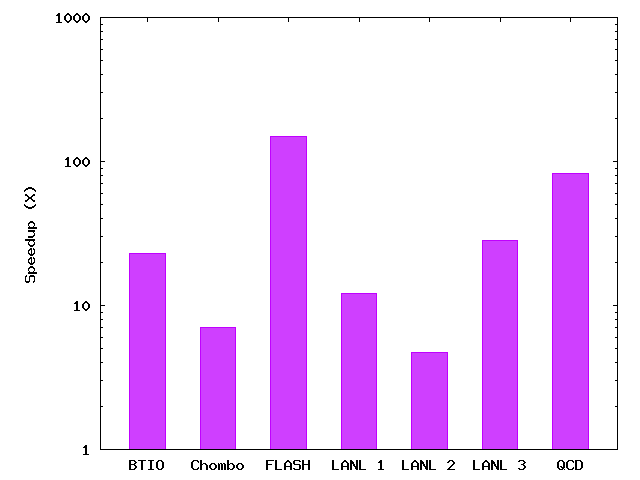 1000
100
10
1
Speedup (X)
BTIO Chombo FLASH LANL 1 LANL 2 LANL 3 QCD